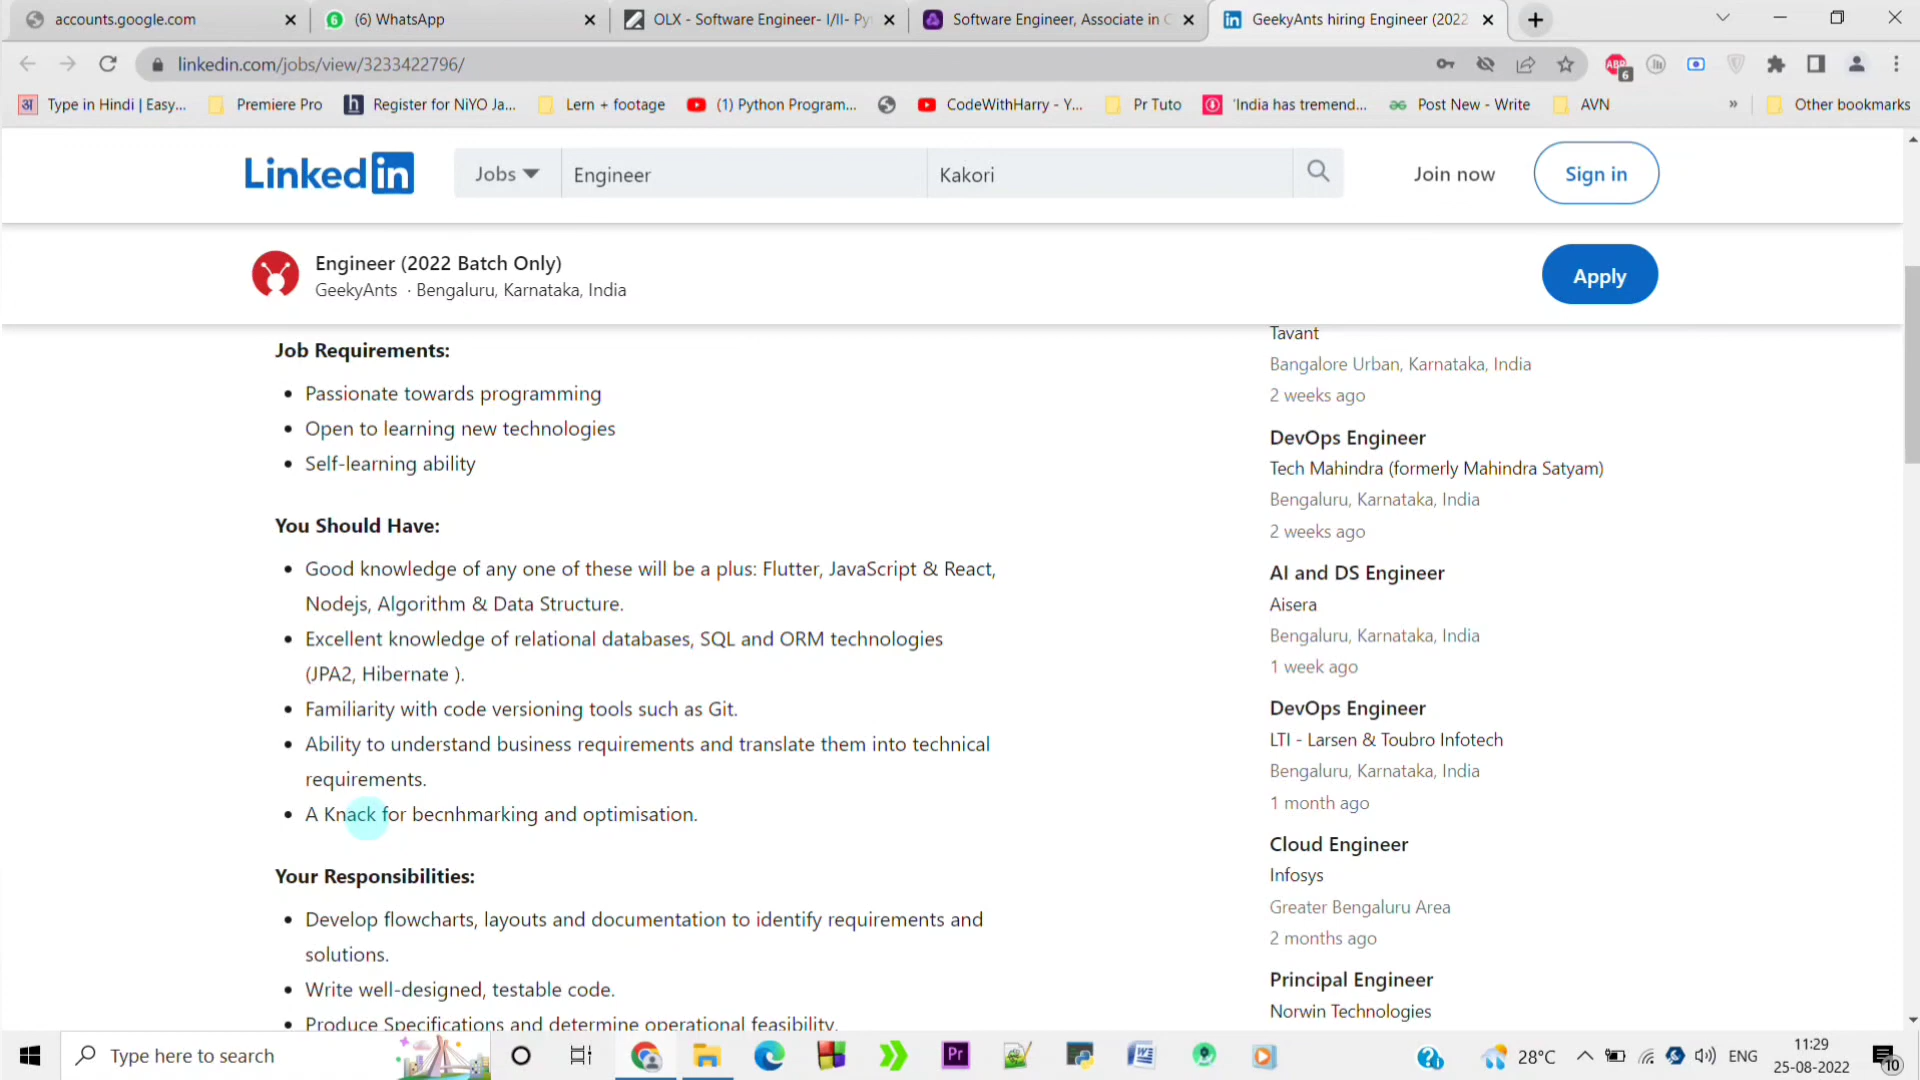 accounts.google.com
(6) WhatsApp
OLX - Software Engineer- I/II- Py
Software Engineer, Associate in C
GeekyAnts hiring Engineer (2022
linkedin.com/jobs/view/3233422796/
ABP
6
Type in Hindi | Easy...
Premiere Pro
Register for NiYO Ja...
Lern + footage
(1) Python Program...
CodeWithHarry - Y...
Pr Tuto
'India has tremend...
Post New - Write
AVN
»
Other bookmarks
Linked in
Jobs
Engineer
Kakori
Join now
Sign in
Engineer (2022 Batch Only)
GeekyAnts · Bengaluru, Karnataka, India
Apply
Job Requirements:
• Passionate towards programming
• Open to learning new technologies
• Self-learning ability
You Should Have:
• Good knowledge of any one of these will be a plus: Flutter, JavaScript & React,
Nodejs, Algorithm & Data Structure.
• Excellent knowledge of relational databases, SQL and ORM technologies
(JPA2, Hibernate ).
• Familiarity with code versioning tools such as Git.
• Ability to understand business requirements and translate them into technical
requirements.
• A Knack for becnhmarking and optimisation.
Your Responsibilities:
• Develop flowcharts, layouts and documentation to identify requirements and
solutions.
• Write well-designed, testable code.
• Produce Specifications and determine operational feasibility.
Tavant
Bangalore Urban, Karnataka, India
2 weeks ago
DevOps Engineer
Tech Mahindra (formerly Mahindra Satyam)
Bengaluru, Karnataka, India
2 weeks ago
AI and DS Engineer
Aisera
Bengaluru, Karnataka, India
1 week ago
DevOps Engineer
LTI - Larsen & Toubro Infotech
Bengaluru, Karnataka, India
1 month ago
Cloud Engineer
Infosys
Greater Bengaluru Area
2 months ago
Principal Engineer
Norwin Technologies
Type here to search
Pr
28°C
ENG
11:29
25-08-2022
10